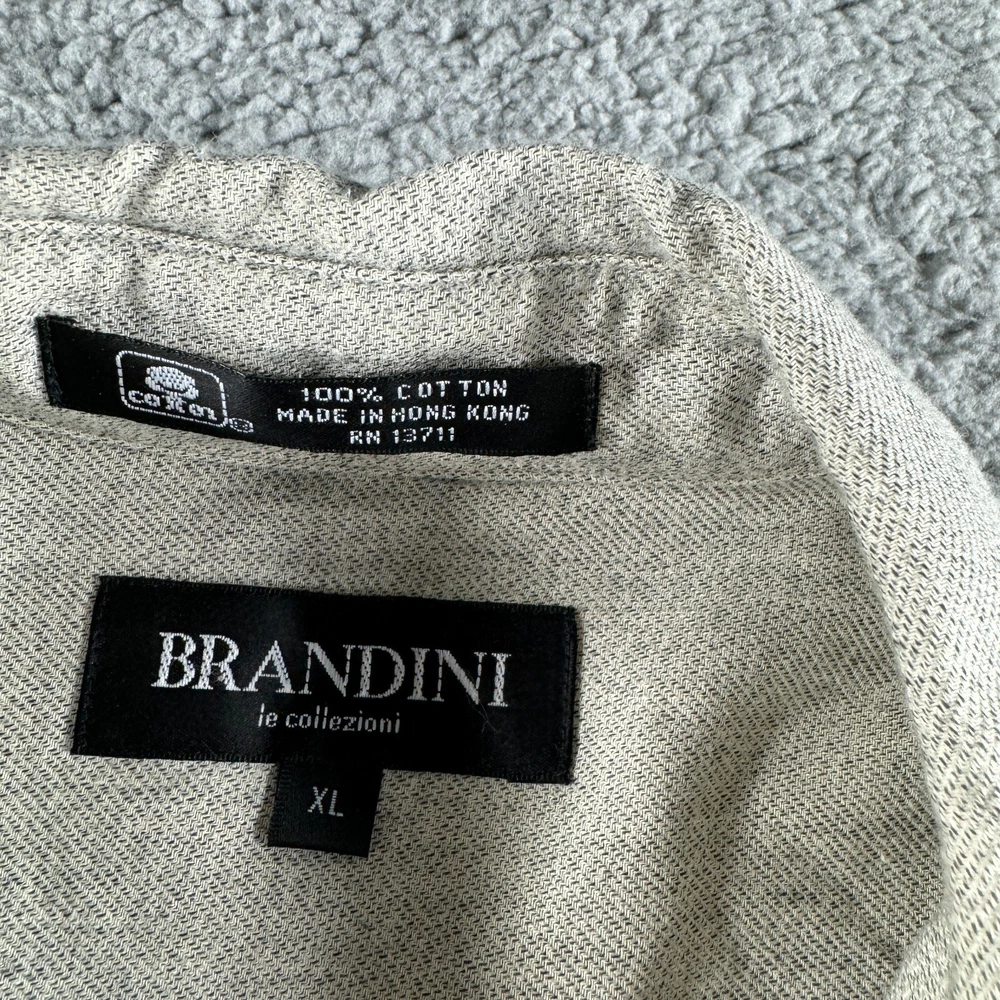 cotton
®
100% COTTON
MADE IN HONG KONG
RN 13711
BRANDINI
le collezioni
XL